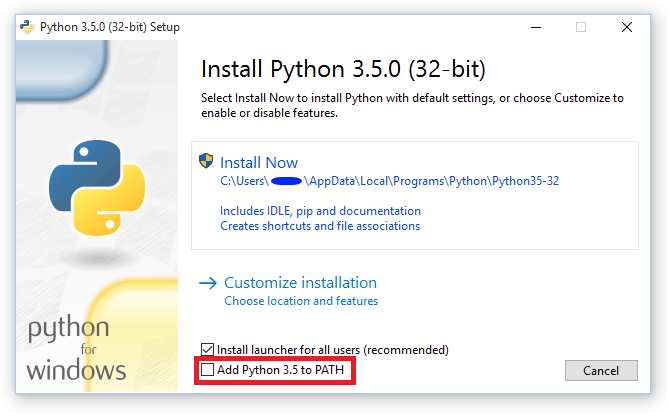 Python 3.5.0 (32-bit) Setup
Install Python 3.5.0 (32-bit)
Select Install Now to install Python with default settings, or choose Customize to
enable or disable features.
Install Now
C:\Users\ \AppData\Local\Programs\Python\Python35-32
Includes IDLE, pip and documentation
Creates shortcuts and file associations
Customize installation
Choose location and features
python
for
windows
Install launcher for all users (recommended)
Add Python 3.5 to PATH
Cancel